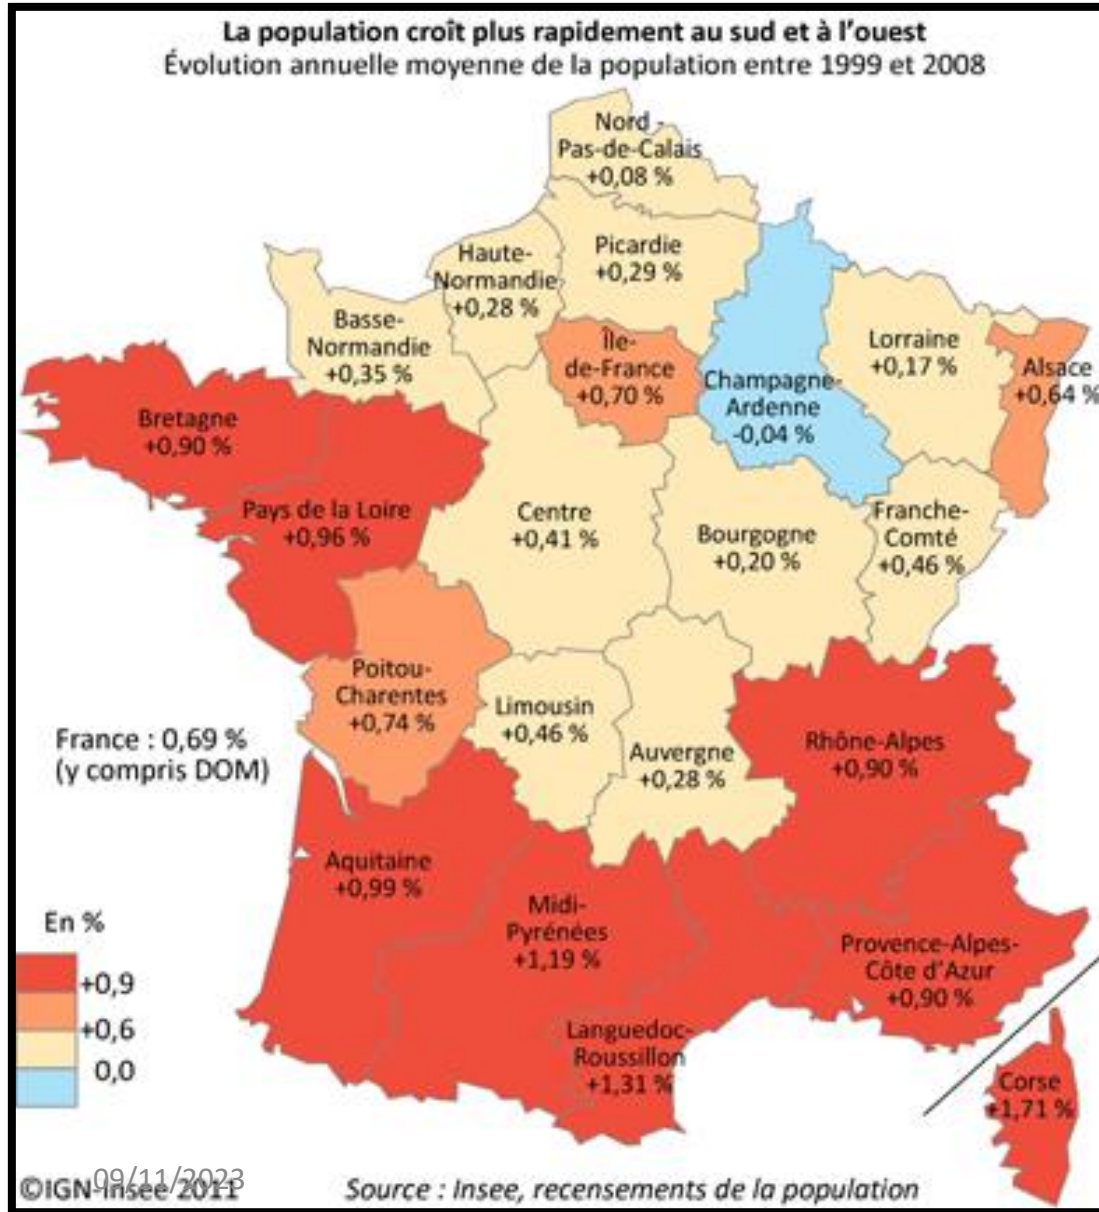 La population croît plus rapidement au sud et à l’ouest
Évolution annuelle moyenne de la population entre 1999 et 2008
Nord -
Pas-de-Calais
+0,08 %
Picardie
+0,29 %
Haute-
Normandie
+0,28 %
Basse-
Normandie
+0,35 %
Île-
de-France
+0,70 %
Champagne-
Ardenne
-0,04 %
Lorraine
+0,17 %
Alsace
+0,64 %
Bretagne
+0,90 %
Pays de la Loire
+0,96 %
Centre
+0,41 %
Bourgogne
+0,20 %
Franche-
Comté
+0,46 %
Poitou-
Charentes
+0,74 %
Limousin
+0,46 %
Auvergne
+0,28 %
Rhône-Alpes
+0,90 %
France : 0,69 %
(y compris DOM)
Aquitaine
+0,99 %
Midi-
Pyrénées
+1,19 %
Provence-Alpes-
Côte d’Azur
+0,90 %
Languedoc-
Roussillon
+1,31 %
Corse
+1,71 %
En %
+0,9
+0,6
0,0
09/11/2023
©IGN-Insee 2011
Source : Insee, recensements de la population